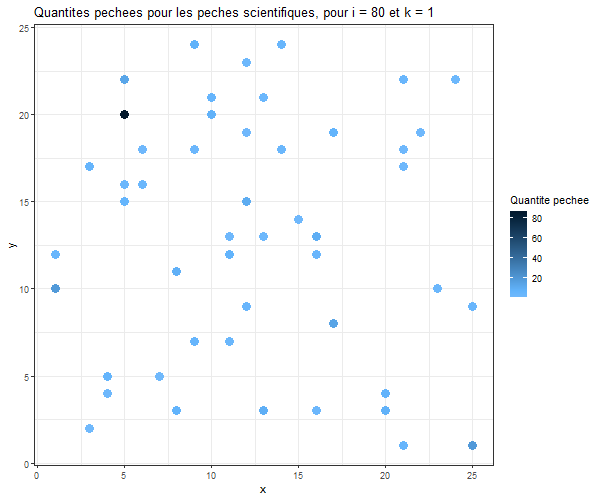 Quantites pechees pour les peches scientifiques, pour i = 80 et k = 1
25
20
15
10
5
0
y
0 5 10 15 20 25
x
Quantite pechee
80
60
40
20